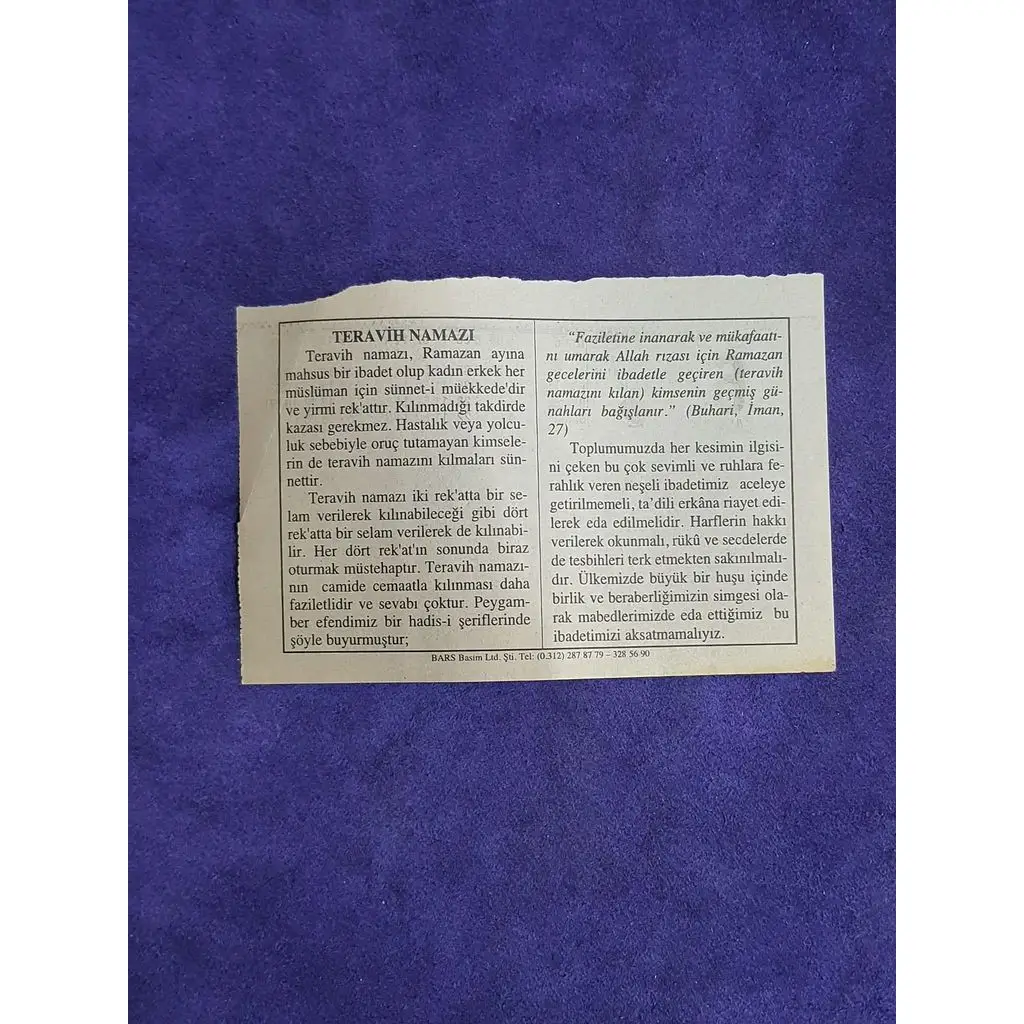 TERAVİH NAMAZI
Teravih namazı, Ramazan ayına
mahsus bir ibadet olup kadın erkek her
müslüman için sünnet-i müekkede'dir
ve yirmi rek'attır. Kılınmadığı takdirde
kazası gerekmez. Hastalık veya yolcu-
luk sebebiyle oruç tutamayan kimsele-
rin de teravih namazını kılmaları sün-
nettir.
Teravih namazı iki rek'atta bir se-
lam verilerek kılınabileceği gibi dört
rek'atta bir selam verilerek de kılınabi-
lir. Her dört rek'at'ın sonunda biraz
oturmak müstehaptır. Teravih namazı-
nın camide cemaatla kılınması daha
faziletlidir ve sevabı çoktur. Peygam-
ber efendimiz bir hadis-i şeriflerinde
şöyle buyurmuştur;
"Faziletine inanarak ve mükafaatı-
nı umarak Allah rızası için Ramazan
gecelerini ibadetle geçiren (teravih
namazını kılan) kimsenin geçmiş gü-
nahları bağışlanır." (Buhari, İman,
27)
Toplumumuzda her kesimin ilgisi-
ni çeken bu çok sevimli ve ruhlara fe-
rahlık veren neşeli ibadetimiz aceleye
getirilmemeli, ta'dili erkâna riayet edi-
lerek eda edilmelidir. Harflerin hakkı
verilerek okunmalı, rükû ve secdelerde
de tesbihleri terk etmekten sakınılmalı-
dır. Ülkemizde büyük bir huşu içinde
birlik ve beraberliğimizin simgesi ola-
rak mabedlerimizde eda ettiğimiz bu
ibadetimizi aksatmamalıyız.
BARS Basım Ltd. Şti. Tel: (0.312) 287 87 79 – 328 56 90